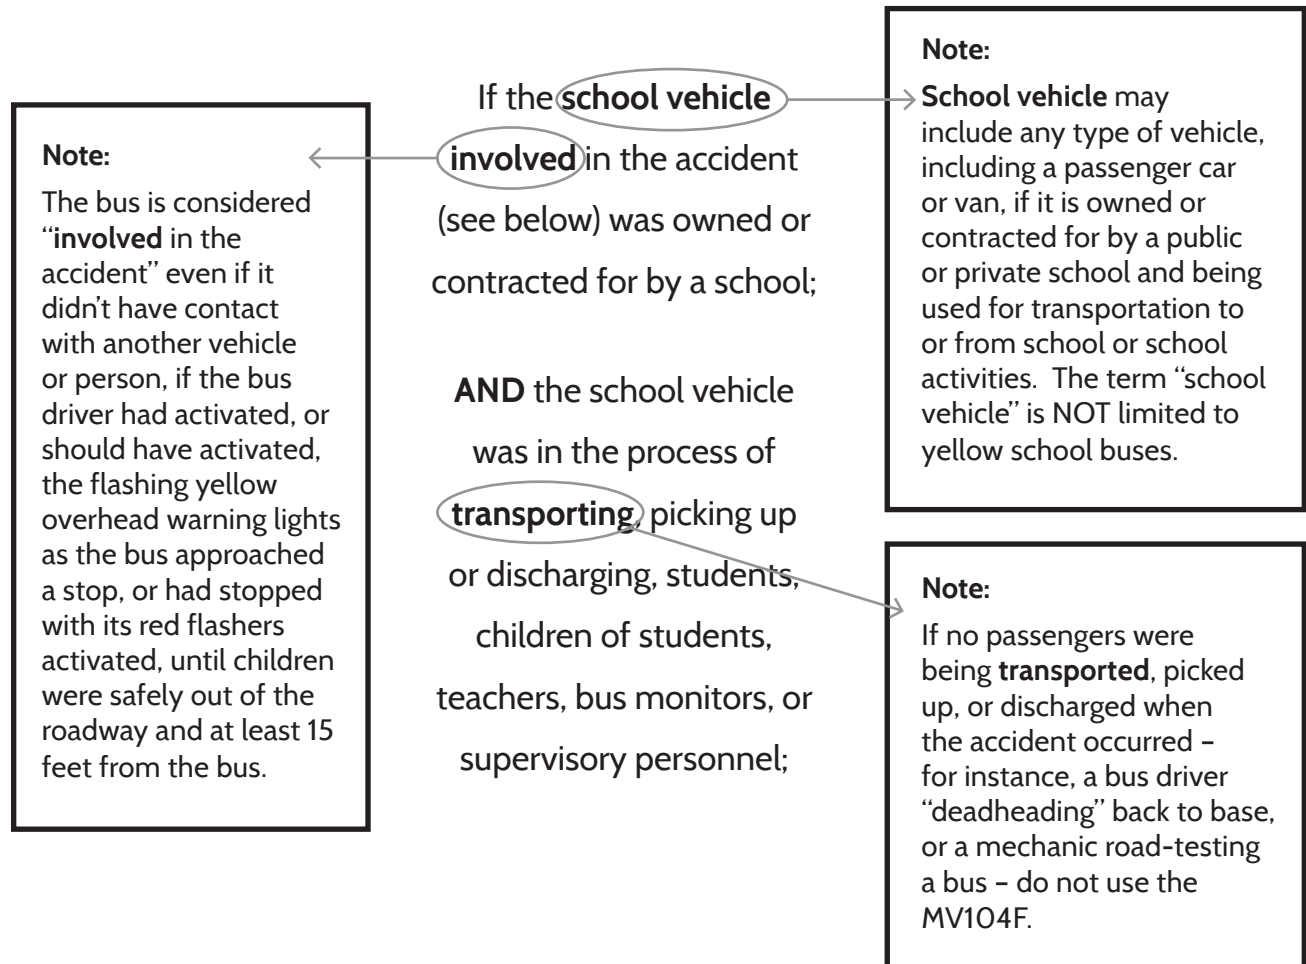 If the school vehicle
involved in the accident
(see below) was owned or
contracted for by a school;
AND the school vehicle
was in the process of
transporting, picking up
or discharging, students,
children of students,
teachers, bus monitors, or
supervisory personnel;
Note:
The bus is considered
“involved in the
accident” even if it
didn’t have contact
with another vehicle
or person, if the bus
driver had activated, or
should have activated,
the flashing yellow
overhead warning lights
as the bus approached
a stop, or had stopped
with its red flashers
activated, until children
were safely out of the
roadway and at least 15
feet from the bus.
Note:
School vehicle may
include any type of vehicle,
including a passenger car
or van, if it is owned or
contracted for by a public
or private school and being
used for transportation to
or from school or school
activities.  The term “school
vehicle” is NOT limited to
yellow school buses.
Note:
If no passengers were
being transported, picked
up, or discharged when
the accident occurred –
for instance, a bus driver
“deadheading” back to base,
or a mechanic road-testing
a bus – do not use the
MV104F.